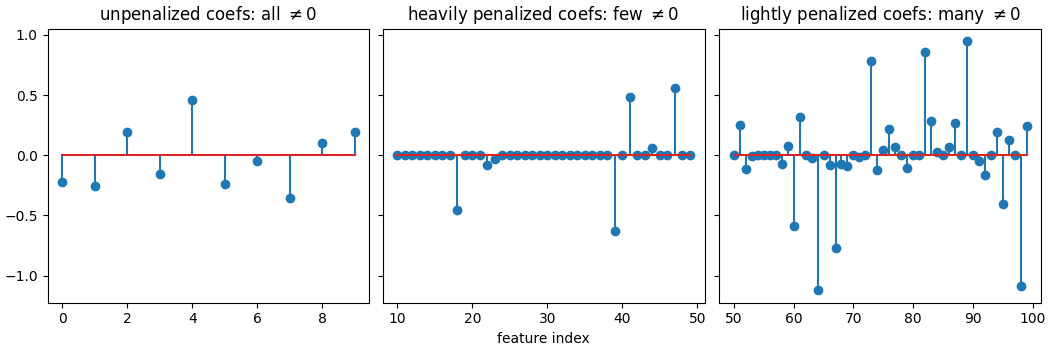 unpenalized coefs: all ≠0
heavily penalized coefs: few ≠0
lightly penalized coefs: many ≠0
1.0
0.5
0.0
−0.5
−1.0
0 2 4 6 8
10 20 30 40 50
50 60 70 80 90 100
feature index